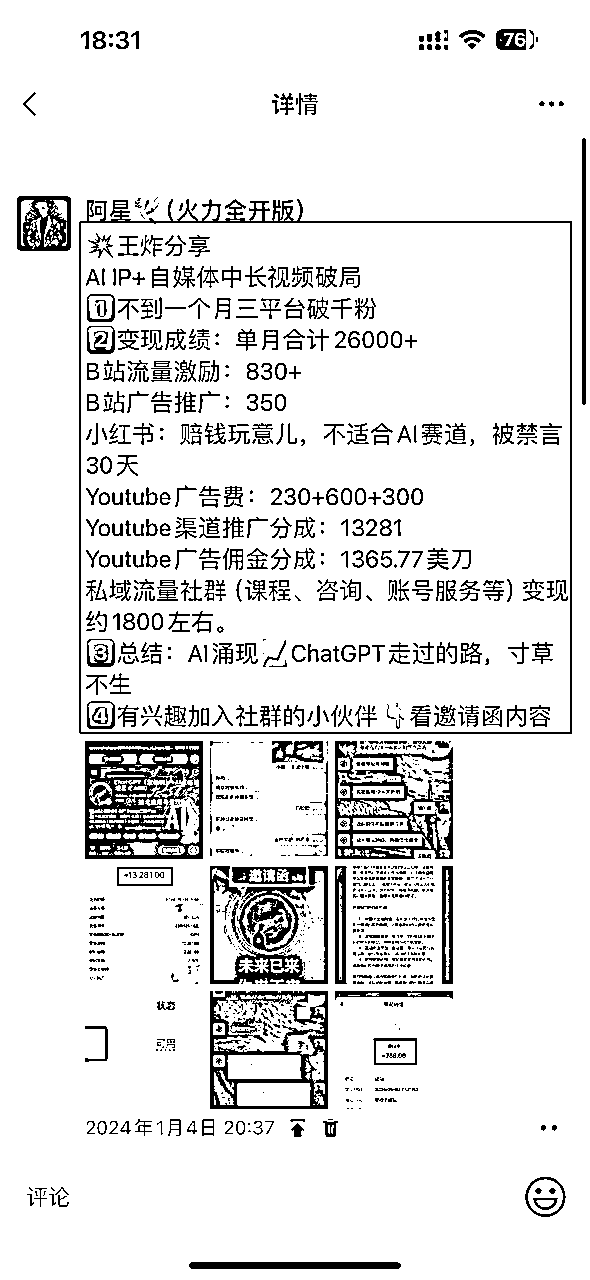 18:31
76
详情
阿星 (火力全开版)
王炸分享
AI IP+自媒体中长视频破局
1不到一个月三平台破千粉
2变现成绩：单月合计26000+
B站流量激励：830+
B站广告推广：350
小红书：赔钱玩意儿，不适合AI赛道，被禁言
30天
Youtube广告费：230+600+300
Youtube渠道推广分成：13281
Youtube广告佣金分成：1365.77美刀
私域流量社群（课程、咨询、账号服务等）变现
约1800左右。
3总结：AI涌现📈ChatGPT走过的路，寸草
不生
4有兴趣加入社群的小伙伴👇看邀请函内容
AI
+13281.00
邀请函
未来已来
状态
可用
2024年1月4日 20:37
评论